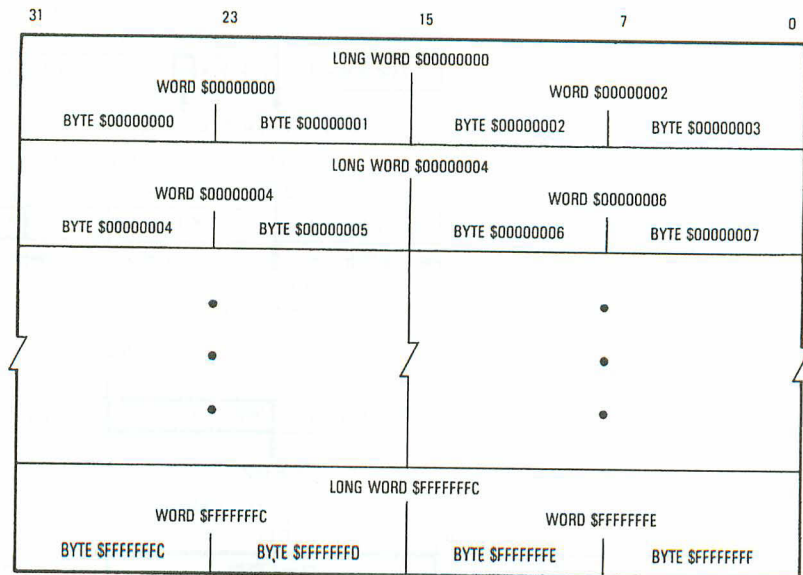 31 23 15 7 0
LONG WORD $00000000
WORD $00000000 WORD $00000002
BYTE $00000000 BYTE $00000001 BYTE $00000002 BYTE $00000003
LONG WORD $00000004
WORD $00000004 WORD $00000006
BYTE $00000004 BYTE $00000005 BYTE $00000006 BYTE $00000007
LONG WORD $FFFFFFFC
WORD $FFFFFFFC WORD $FFFFFFFE
BYTE $FFFFFFFC BYTE $FFFFFFFD BYTE $FFFFFFFE BYTE $FFFFFFFF